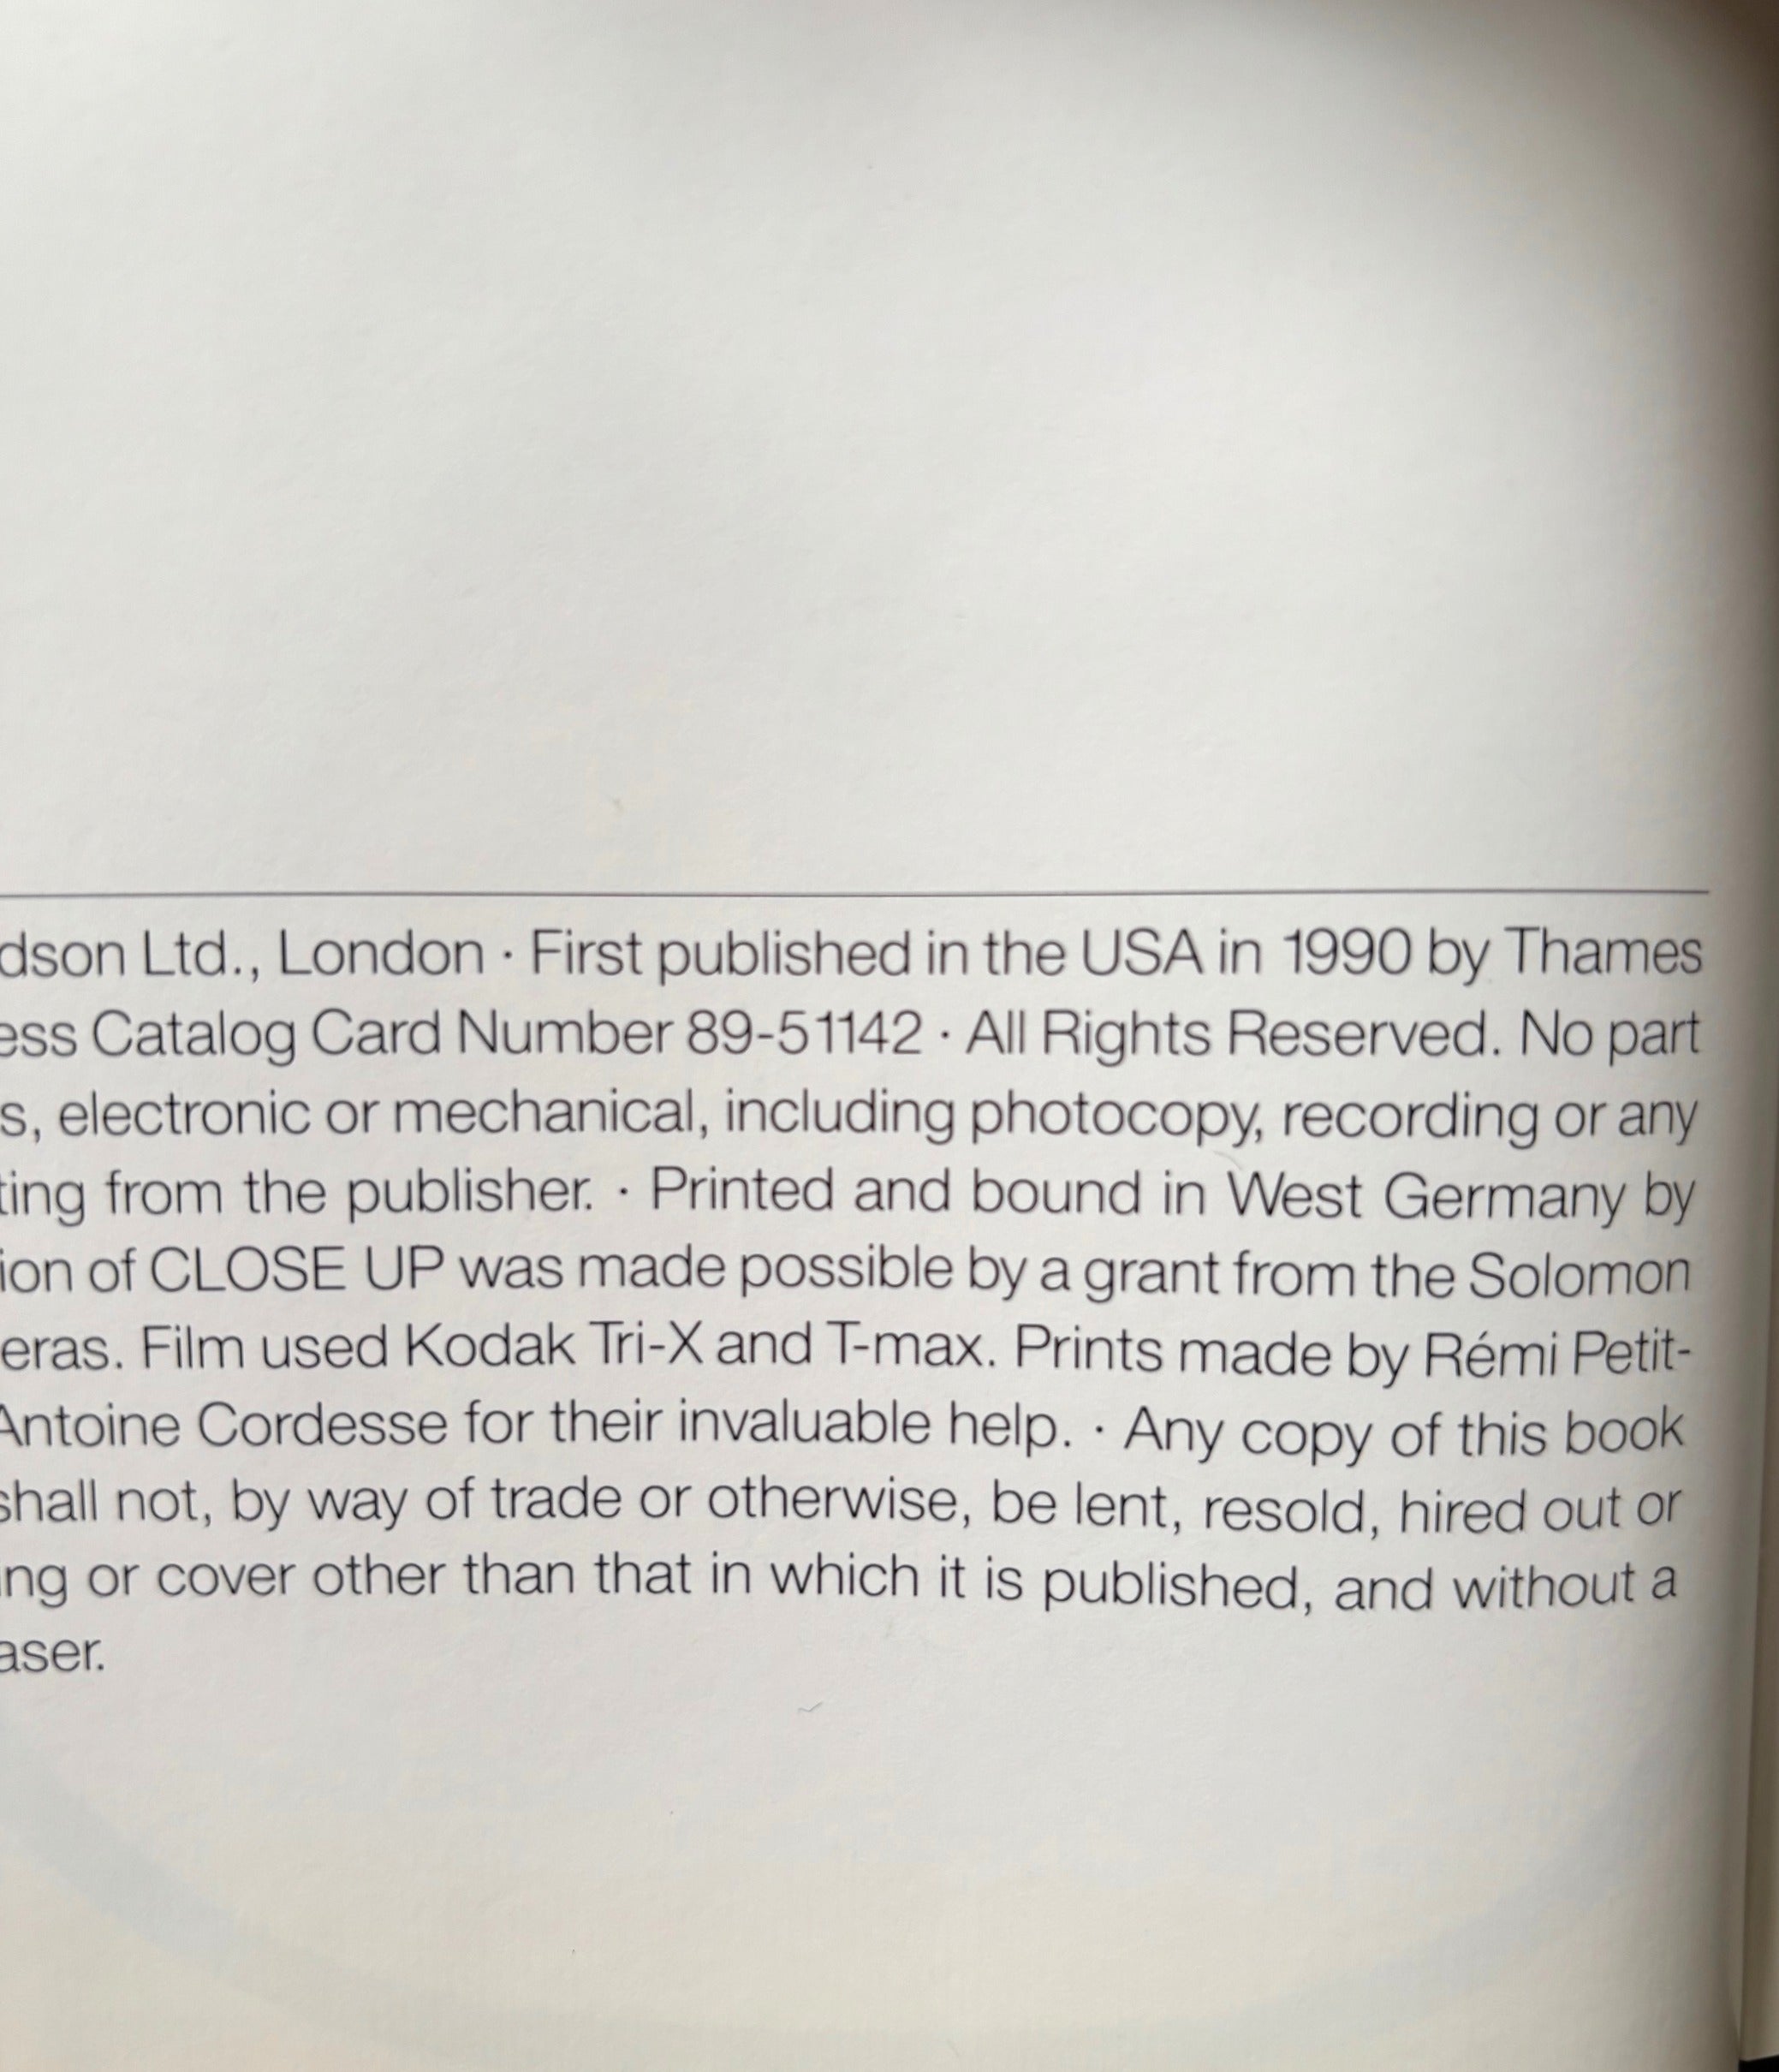 dson Ltd., London · First published in the USA in 1990 by Thames
ess Catalog Card Number 89-51142 · All Rights Reserved. No part
s, electronic or mechanical, including photocopy, recording or any
ting from the publisher. · Printed and bound in West Germany by
ion of CLOSE UP was made possible by a grant from the Solomon
eras. Film used Kodak Tri-X and T-max. Prints made by Rémi Petit-
Antoine Cordesse for their invaluable help. · Any copy of this book
shall not, by way of trade or otherwise, be lent, resold, hired out or
ing or cover other than that in which it is published, and without a
aser.